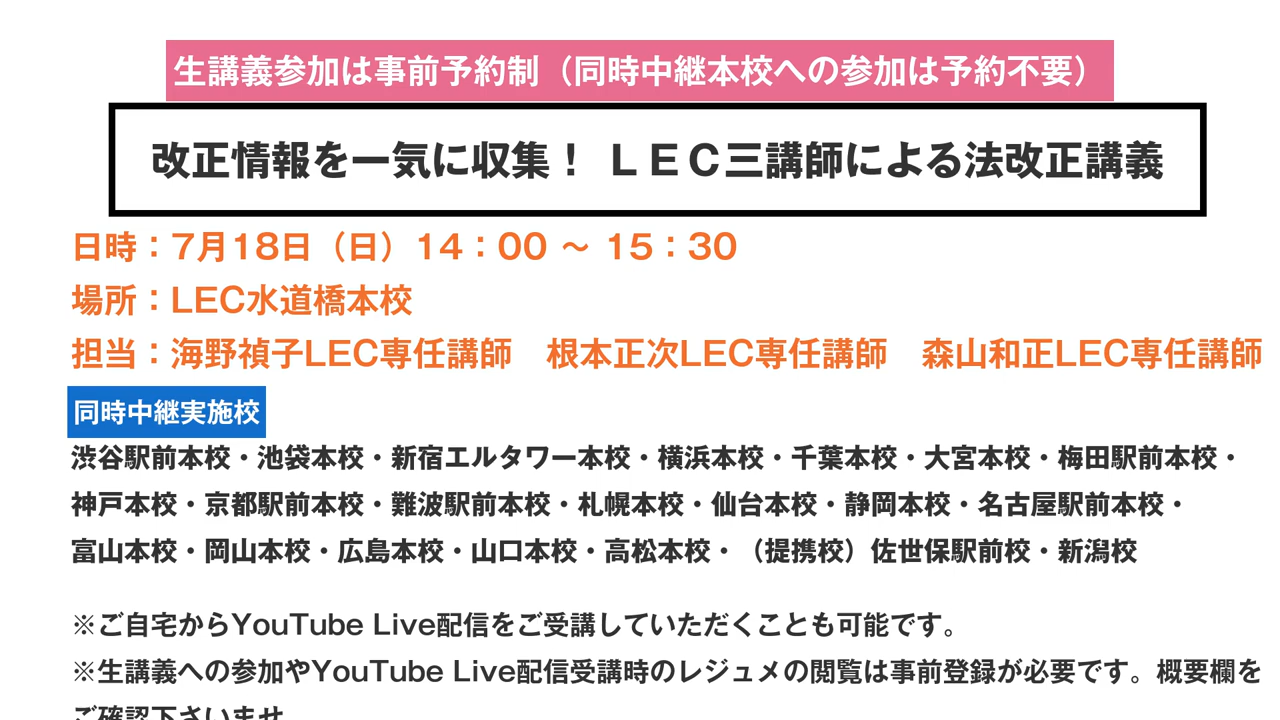 生講義参加は事前予約制（同時中継本校への参加は予約不要）
改正情報を一気に収集！ ＬＥＣ三講師による法改正講義
日時：7月18日（日）14：00 〜 15：30
場所：LEC水道橋本校
担当：海野禎子LEC専任講師　根本正次LEC専任講師　森山和正LEC専任講師
同時中継実施校
渋谷駅前本校・池袋本校・新宿エルタワー本校・横浜本校・千葉本校・大宮本校・梅田駅前本校・
神戸本校・京都駅前本校・難波駅前本校・札幌本校・仙台本校・静岡本校・名古屋駅前本校・
富山本校・岡山本校・広島本校・山口本校・高松本校・（提携校）佐世保駅前校・新潟校
※ご自宅からYouTube Live配信をご受講していただくことも可能です。
※生講義への参加やYouTube Live配信受講時のレジュメの閲覧は事前登録が必要です。概要欄を
ご確認下さいませ。